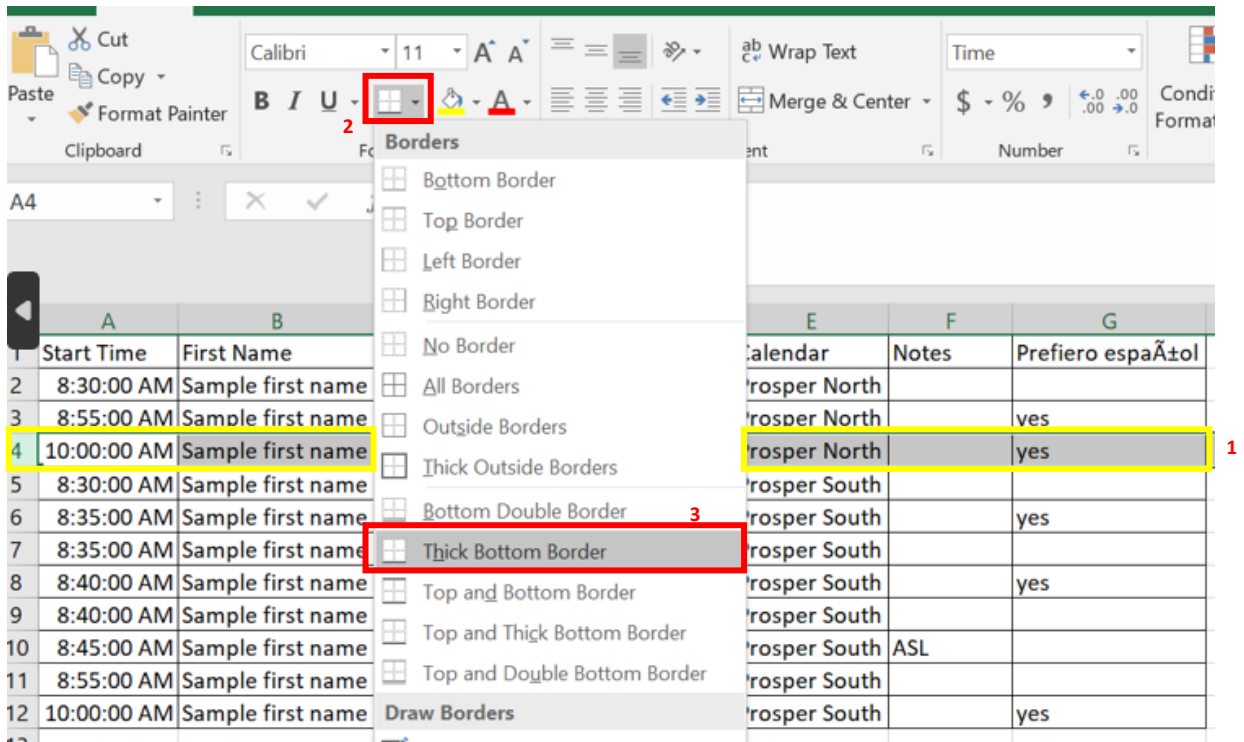 Cut
Copy
Paste
Format Painter
Clipboard
Calibri
11
B I U
A A
A
2
ab
c
Wrap Text
Merge & Center
Time
$ % ,
.0 .00
.00 .0
Number
A4
Borders
Bottom Border
Top Border
Left Border
Right Border
No Border
All Borders
Outside Borders
Thick Outside Borders
Bottom Double Border
3
Thick Bottom Border
Top and Bottom Border
Top and Thick Bottom Border
Top and Double Bottom Border
Draw Borders
A B E F G
1 Start Time First Name Calendar Notes Prefiero espaÃ±ol
2 8:30:00 AM Sample first name Prosper North
3 8:55:00 AM Sample first name Prosper North yes
4 10:00:00 AM Sample first name Prosper North yes 1
5 8:30:00 AM Sample first name Prosper South
6 8:35:00 AM Sample first name Prosper South yes
7 8:35:00 AM Sample first name Prosper South
8 8:40:00 AM Sample first name Prosper South yes
9 8:40:00 AM Sample first name Prosper South
10 8:45:00 AM Sample first name Prosper South ASL
11 8:55:00 AM Sample first name Prosper South
12 10:00:00 AM Sample first name Prosper South yes